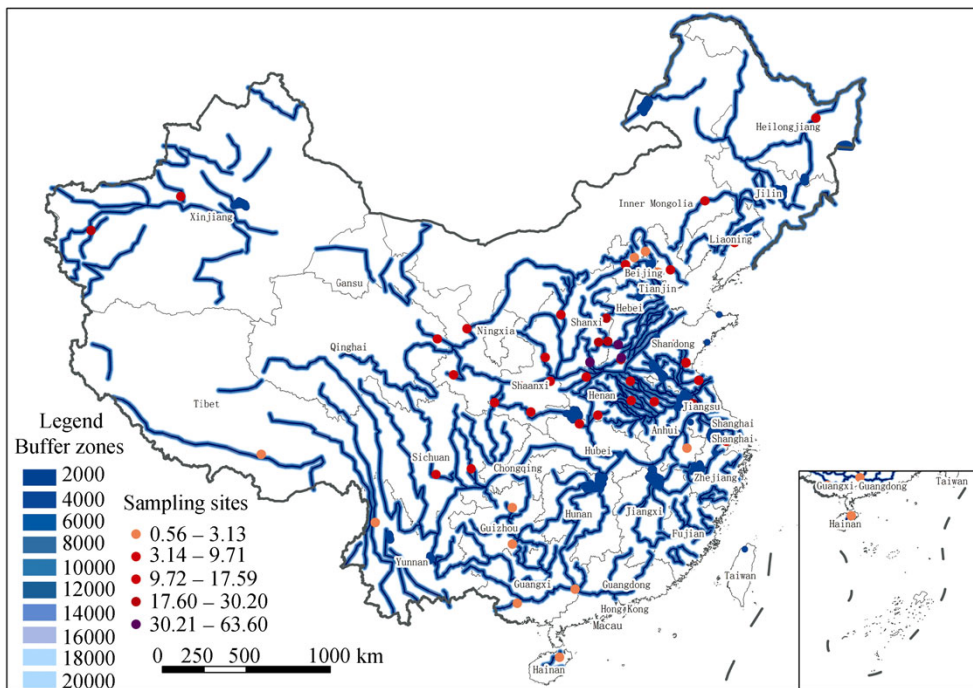 Heilongjiang
Jilin
Inner Mongolia
Liaoning
Xinjiang
Beijing
Tianjin
Gansu
Hebei
Ningxia
Shanxi
Shandong
Qinghai
Shaanxi
Henan
Jiangsu
Tibet
Anhui
Shanghai
Shanghai
Hubei
Sichuan
Chongqing
Zhejiang
Hunan
Jiangxi
Guizhou
Fujian
Yunnan
Guangxi
Guangdong
Taiwan
Hong Kong
Macau
Hainan
Legend
Buffer zones
2000
4000
6000
8000
10000
12000
14000
16000
18000
20000
Sampling sites
0.56 – 3.13
3.14 – 9.71
9.72 – 17.59
17.60 – 30.20
30.21 – 63.60
0 250 500 1000 km
Taiwan
Guangxi Guangdong
Hainan